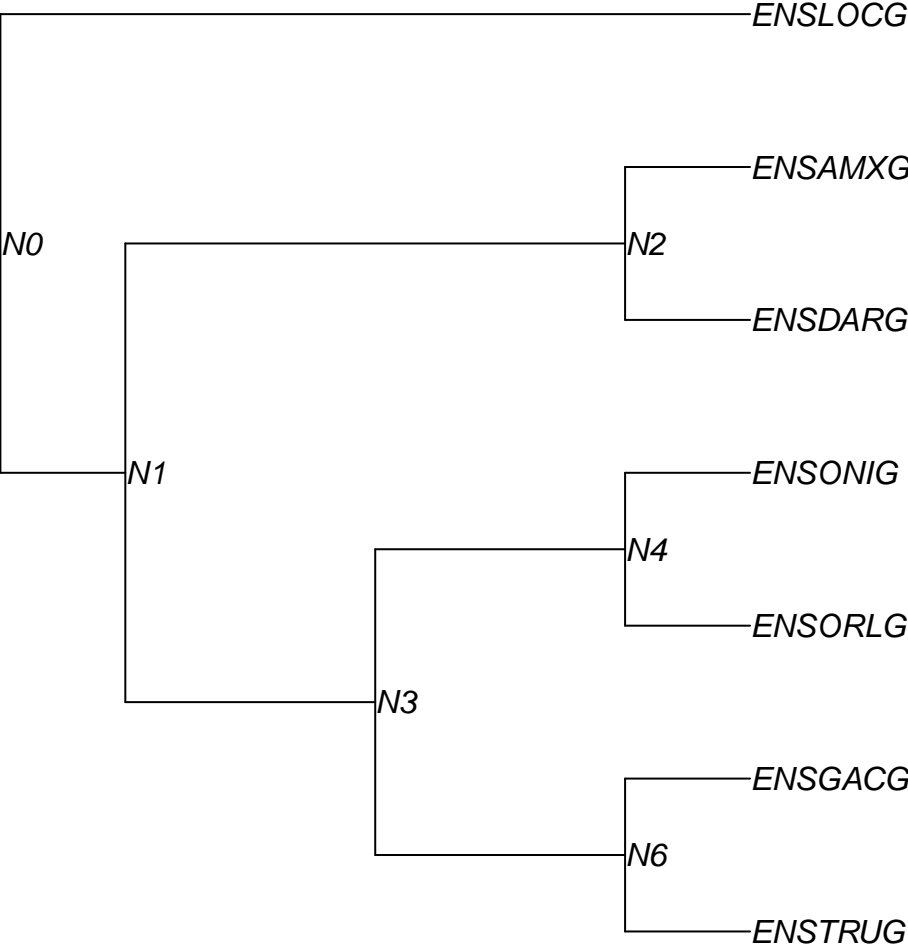 ENSLOCG
ENSAMXG
N0
N2
ENSDARG
N1
ENSONIG
N4
ENSORLG
N3
ENSGACG
N6
ENSTRUG